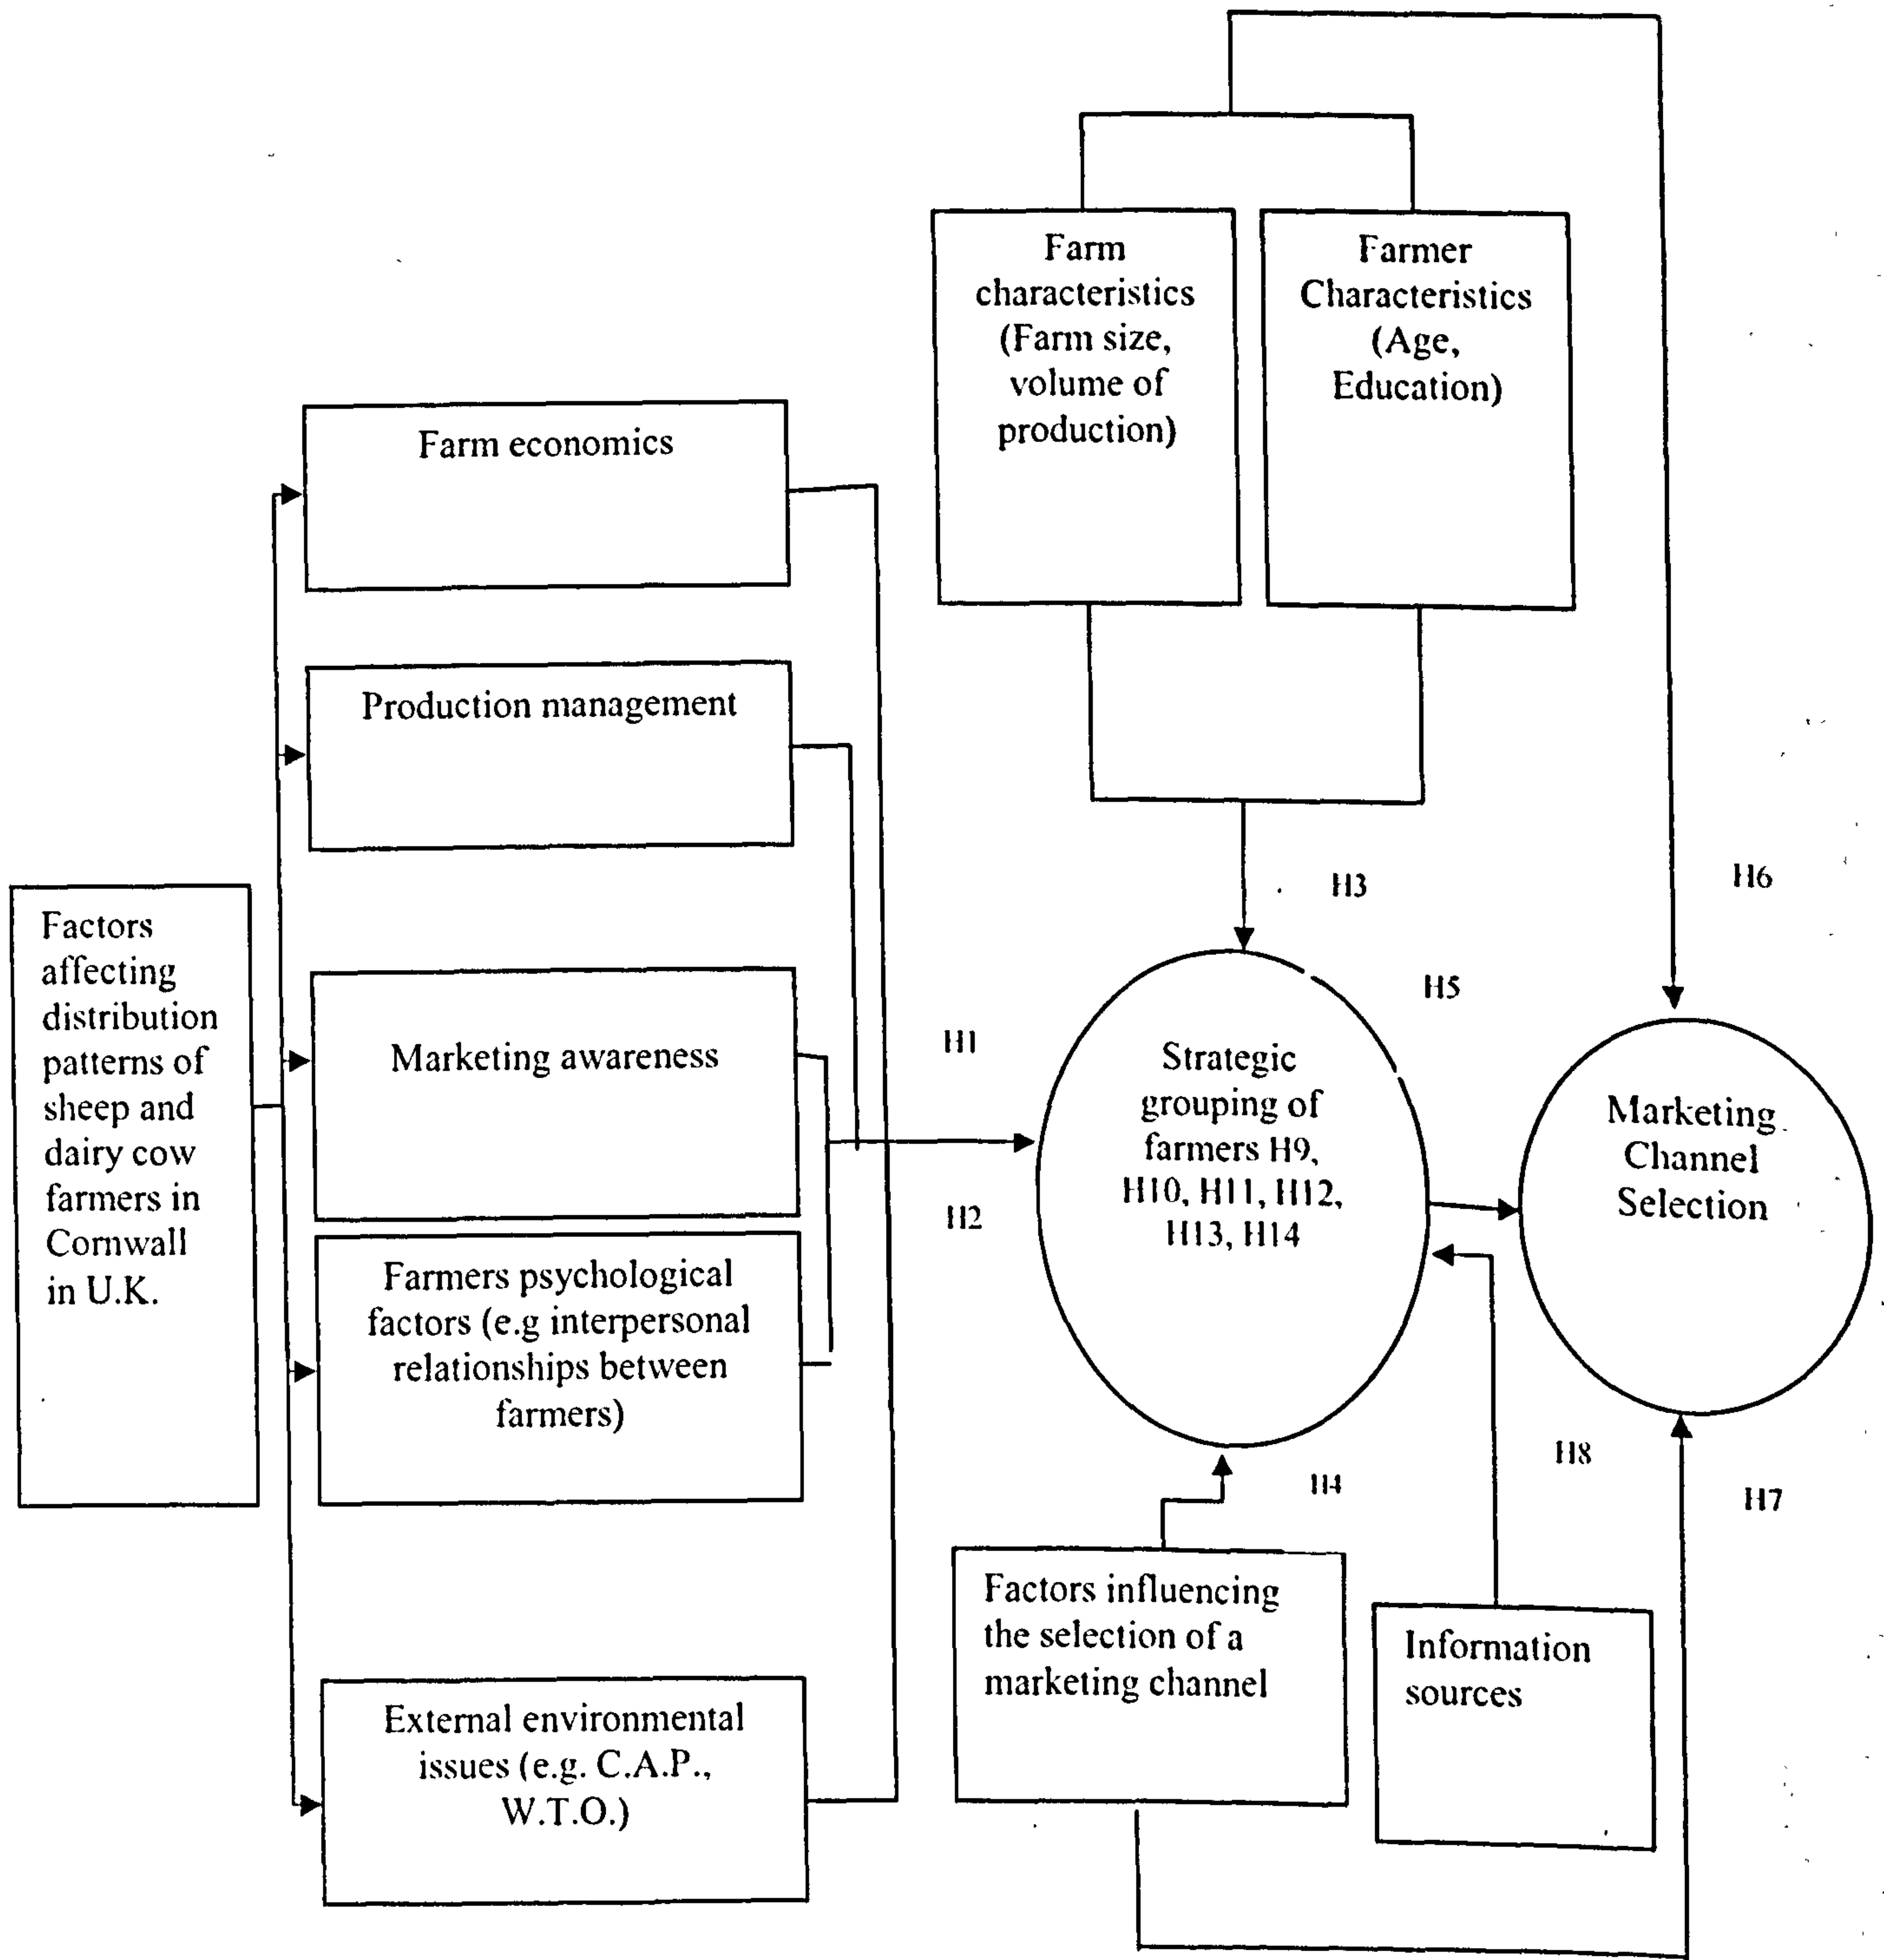 Farm
characteristics
(Farm size,
volume of
production)
Farmer
Characteristics
(Age,
Education)
Farm economics
Production management
Factors
affecting
distribution
patterns of
sheep and
dairy cow
farmers in
Cornwall
in U.K.
Marketing awareness
Farmers psychological
factors (e.g interpersonal
relationships between
farmers)
External environmental
issues (e.g. C.A.P.,
W.T.O.)
H1
H2
H3
H5
H6
Strategic
grouping of
farmers H9,
H10, H11, H12,
H13, H14
Marketing
Channel
Selection
H4
H8
H7
Factors influencing
the selection of a
marketing channel
Information
sources